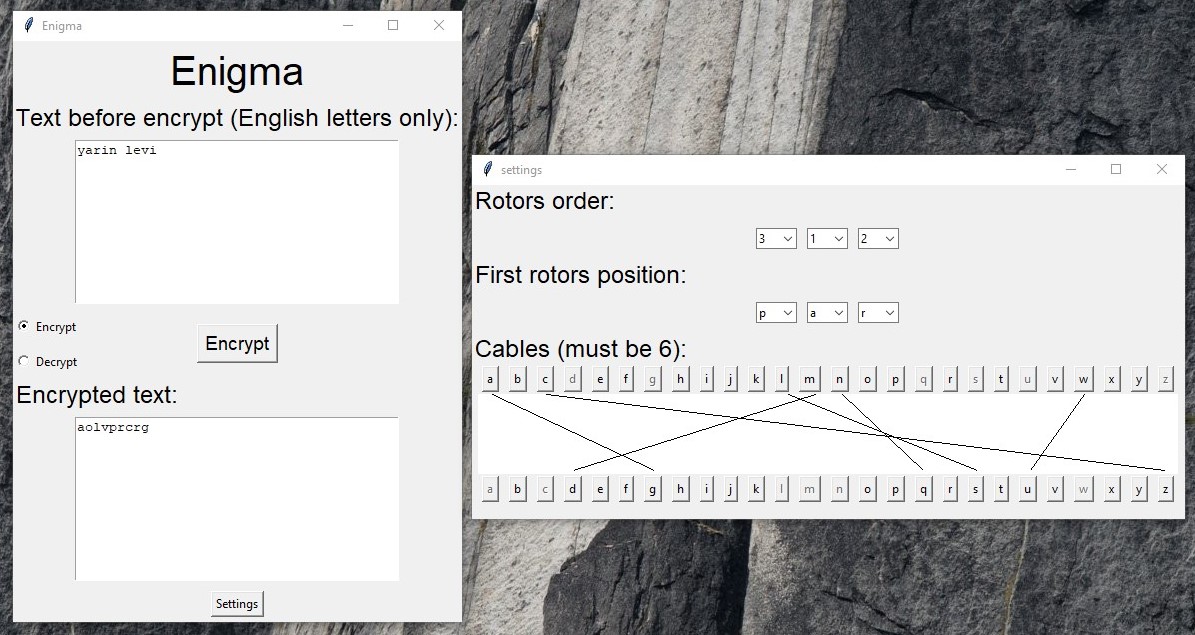 Enigma
Enigma
Text before encrypt (English letters only):
yarin levi
Encrypt
Decrypt
Encrypt
Encrypted text:
aolvprcrg
Settings
settings
Rotors order:
3 1 2
First rotors position:
p a r
Cables (must be 6):
a b c d e f g h i j k l m n o p q r s t u v w x y z
a b c d e f g h i j k l m n o p q r s t u v w x y z